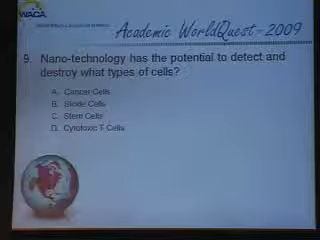 WACA
Academic WorldQuest - 2009
9. Nano-technology has the potential to detect and
destroy what types of cells?
A. Cancer Cells
B. Sickle Cells
C. Stem Cells
D. Cytotoxic T Cells